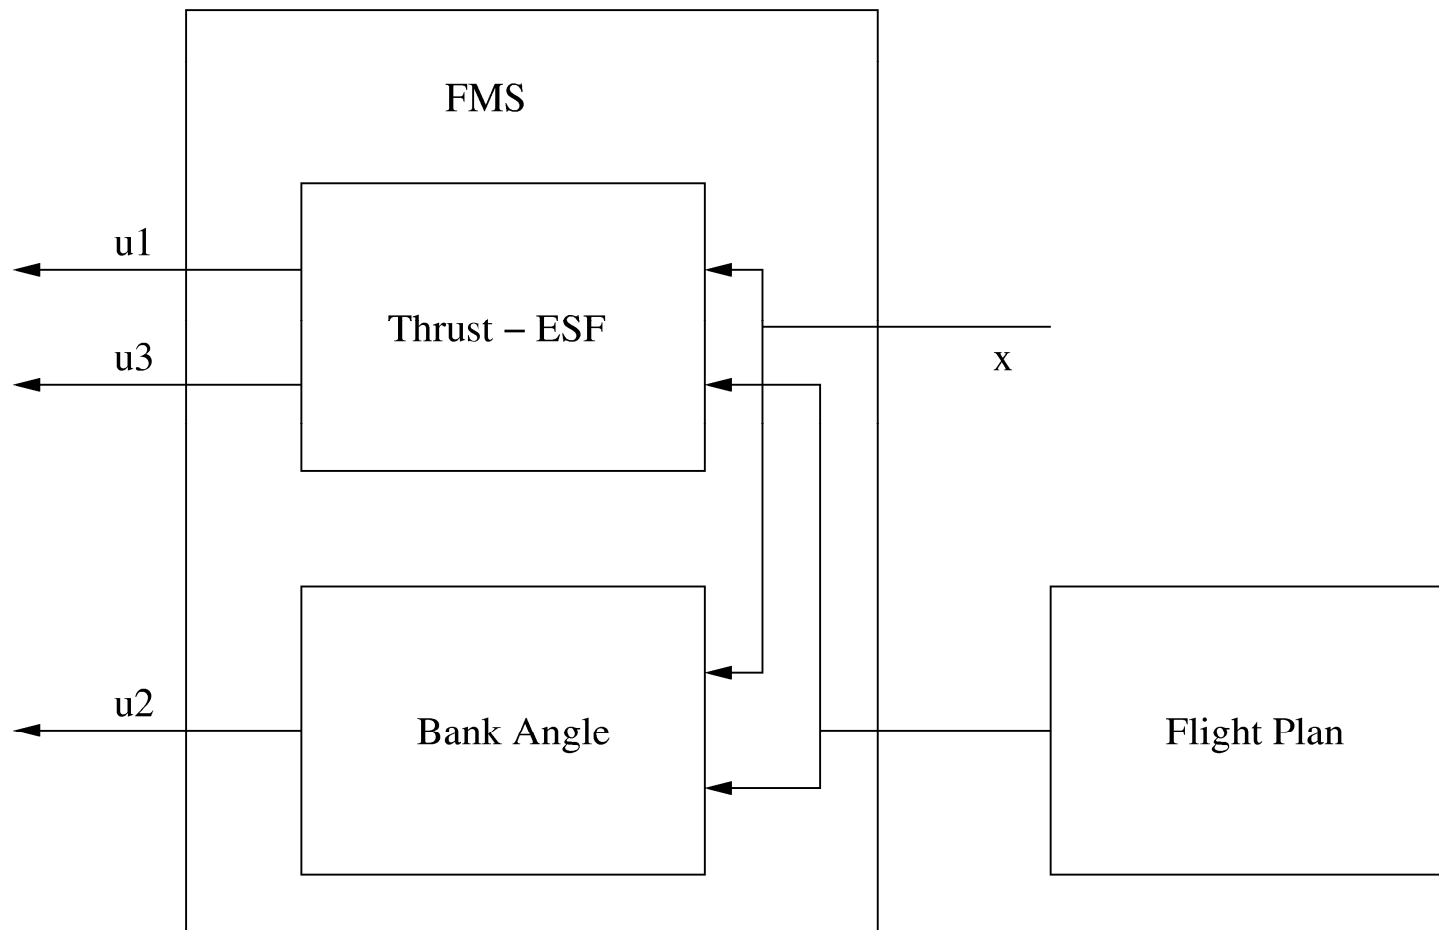 FMS
u1
Thrust – ESF
u3
x
u2
Bank Angle
Flight Plan